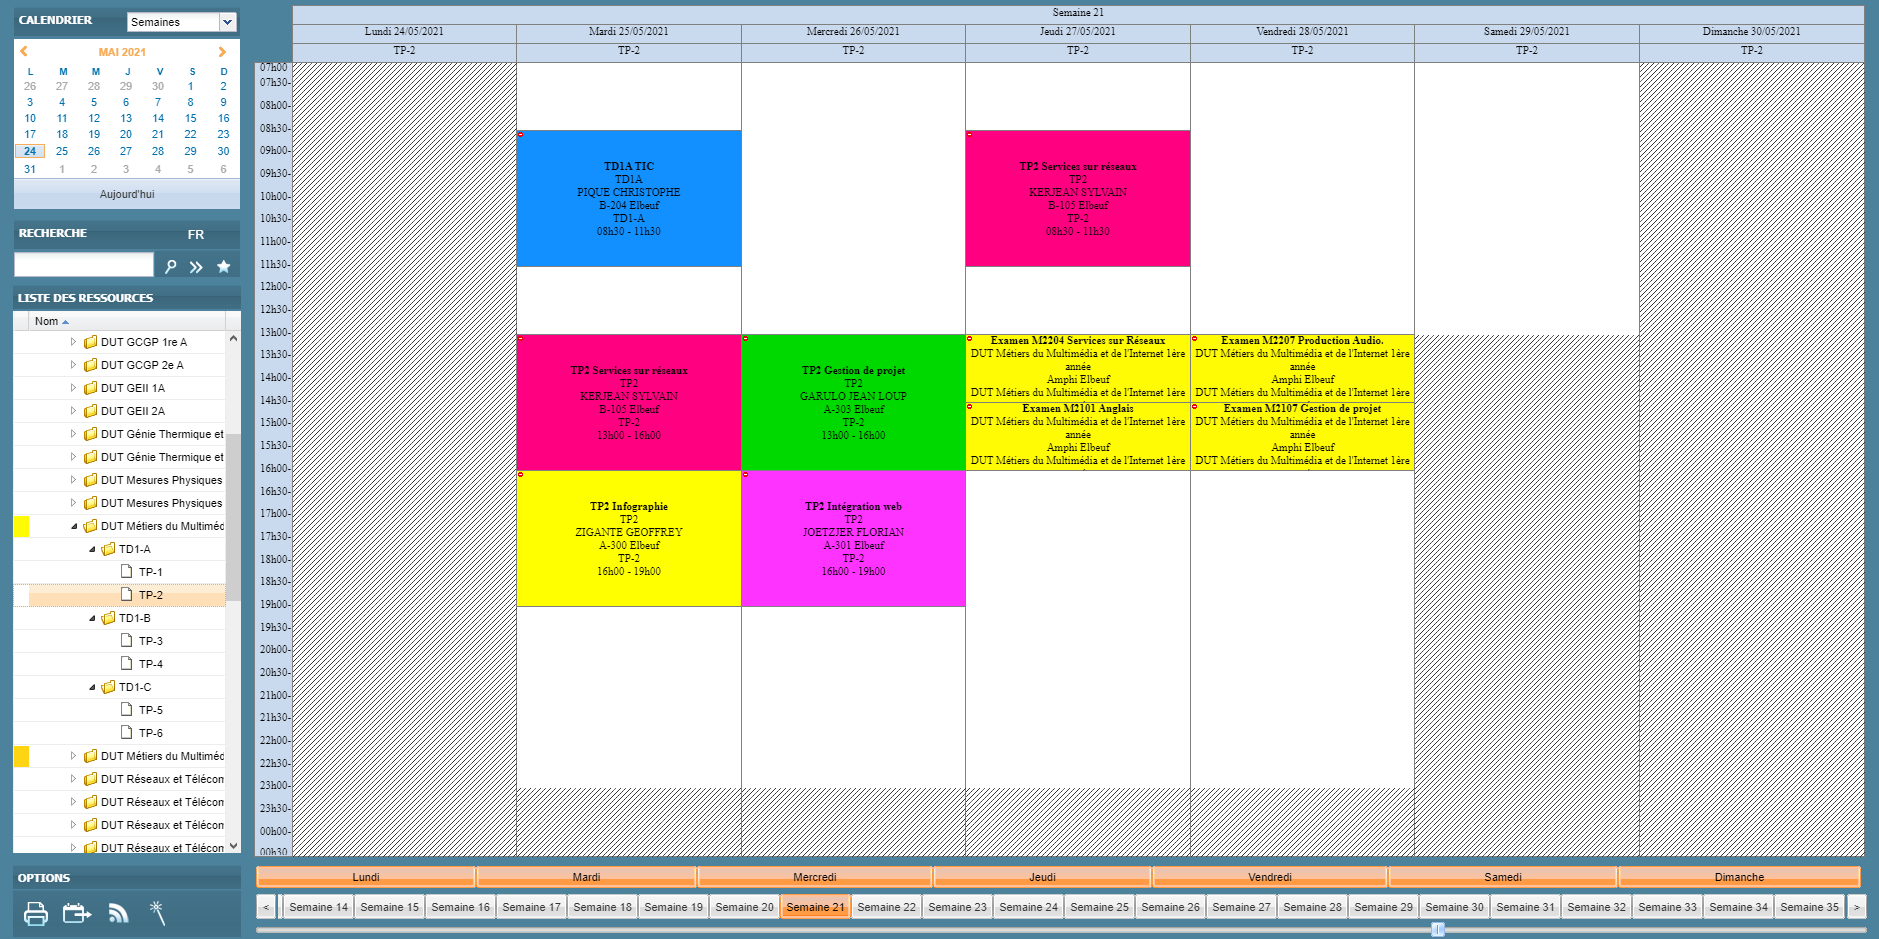 CALENDRIER
Semaines
MAI 2021
L M M J V S D
26 27 28 29 30 1 2
3 4 5 6 7 8 9
10 11 12 13 14 15 16
17 18 19 20 21 22 23
24 25 26 27 28 29 30
31 1 2 3 4 5 6
Aujourd'hui
RECHERCHE FR
LISTE DES RESSOURCES
Nom
DUT GCGP 1re A
DUT GCGP 2e A
DUT GEII 1A
DUT GEII 2A
DUT Génie Thermique et
DUT Génie Thermique et
DUT Mesures Physiques
DUT Mesures Physiques
DUT Métiers du Multiméd
TD1-A
TP-1
TP-2
TD1-B
TP-3
TP-4
TD1-C
TP-5
TP-6
DUT Métiers du Multiméd
DUT Réseaux et Télécom
DUT Réseaux et Télécom
DUT Réseaux et Télécom
DUT Réseaux et Télécom
OPTIONS
Semaine 21
Lundi 24/05/2021 Mardi 25/05/2021 Mercredi 26/05/2021 Jeudi 27/05/2021 Vendredi 28/05/2021 Samedi 29/05/2021 Dimanche 30/05/2021
TP-2 TP-2 TP-2 TP-2 TP-2 TP-2 TP-2
07h00
07h30-
08h00-
08h30-
09h00-
09h30-
10h00-
10h30-
11h00-
11h30-
12h00-
12h30-
13h00-
13h30-
14h00-
14h30-
15h00-
15h30-
16h00-
16h30-
17h00-
17h30-
18h00-
18h30-
19h00-
19h30-
20h00-
20h30-
21h00-
21h30-
22h00-
22h30-
23h00-
23h30-
00h00-
00h30
TD1A TIC
TD1A
PIQUE CHRISTOPHE
B-204 Elbeuf
TD1-A
08h30 - 11h30
TP2 Services sur réseaux
TP2
KERJEAN SYLVAIN
B-105 Elbeuf
TP-2
13h00 - 16h00
TP2 Infographie
TP2
ZIGANTE GEOFFREY
A-300 Elbeuf
TP-2
16h00 - 19h00
TP2 Gestion de projet
TP2
GARULO JEAN LOUP
A-303 Elbeuf
TP-2
13h00 - 16h00
TP2 Intégration web
TP2
JOETZJER FLORIAN
A-301 Elbeuf
TP-2
16h00 - 19h00
TP2 Services sur réseaux
TP2
KERJEAN SYLVAIN
B-105 Elbeuf
TP-2
08h30 - 11h30
Examen M2204 Services sur Réseaux
DUT Métiers du Multimédia et de l'Internet 1ère
année
Amphi Elbeuf
DUT Métiers du Multimédia et de l'Internet 1ère
Examen M2101 Anglais
DUT Métiers du Multimédia et de l'Internet 1ère
année
Amphi Elbeuf
DUT Métiers du Multimédia et de l'Internet 1ère
Examen M2207 Production Audio.
DUT Métiers du Multimédia et de l'Internet 1ère
année
Amphi Elbeuf
DUT Métiers du Multimédia et de l'Internet 1ère
Examen M2107 Gestion de projet
DUT Métiers du Multimédia et de l'Internet 1ère
année
Amphi Elbeuf
DUT Métiers du Multimédia et de l'Internet 1ère
Lundi Mardi Mercredi Jeudi Vendredi Samedi Dimanche
< Semaine 14 Semaine 15 Semaine 16 Semaine 17 Semaine 18 Semaine 19 Semaine 20 Semaine 21 Semaine 22 Semaine 23 Semaine 24 Semaine 25 Semaine 26 Semaine 27 Semaine 28 Semaine 29 Semaine 30 Semaine 31 Semaine 32 Semaine 33 Semaine 34 Semaine 35 >